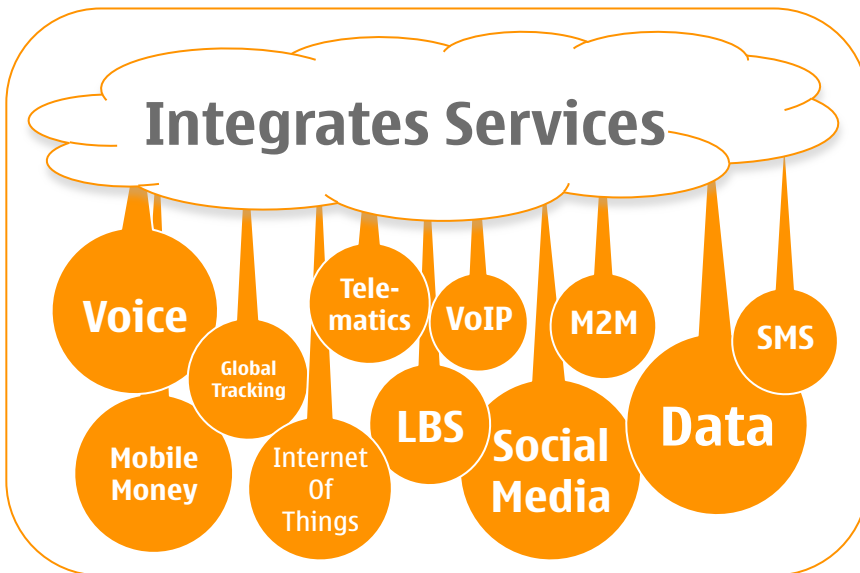 Integrates Services
Voice
Global
Tracking
Mobile
Money
Tele-
matics
Internet
Of
Things
VoIP
LBS
M2M
Social
Media
Data
SMS